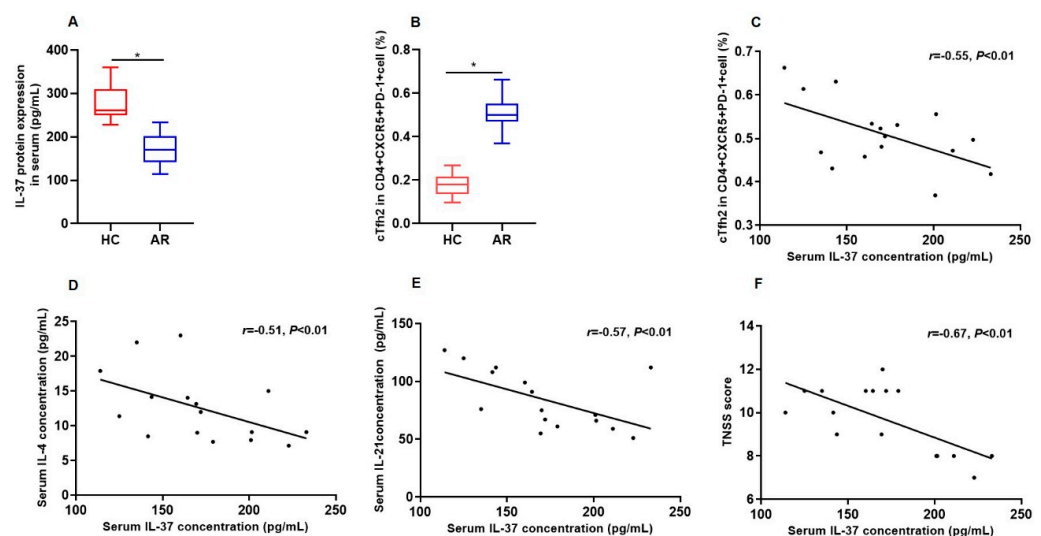 A
IL-37 protein expression
in serum (pg/mL)
400
300
200
100
0
*
HC
AR
B
cTfh2 in CD4+CXCR5+PD-1+cell (%)
0.8
0.6
0.4
0.2
0.0
*
HC
AR
C
cTfh2 in CD4+CXCR5+PD-1+cell (%)
0.7
0.6
0.5
0.4
0.3
r=-0.55, P<0.01
100
150
200
250
Serum IL-37 concentration (pg/mL)
D
Serum IL-4 concentration (pg/mL)
25
20
15
10
5
0
r=-0.51, P<0.01
100
150
200
250
Serum IL-37 concentration (pg/mL)
E
Serum IL-21concentration (pg/mL)
150
100
50
0
r=-0.57, P<0.01
100
150
200
250
Serum IL-37 concentration (pg/mL)
F
TNSS score
14
12
10
8
6
r=-0.67, P<0.01
100
150
200
250
Serum IL-37 concentration (pg/mL)